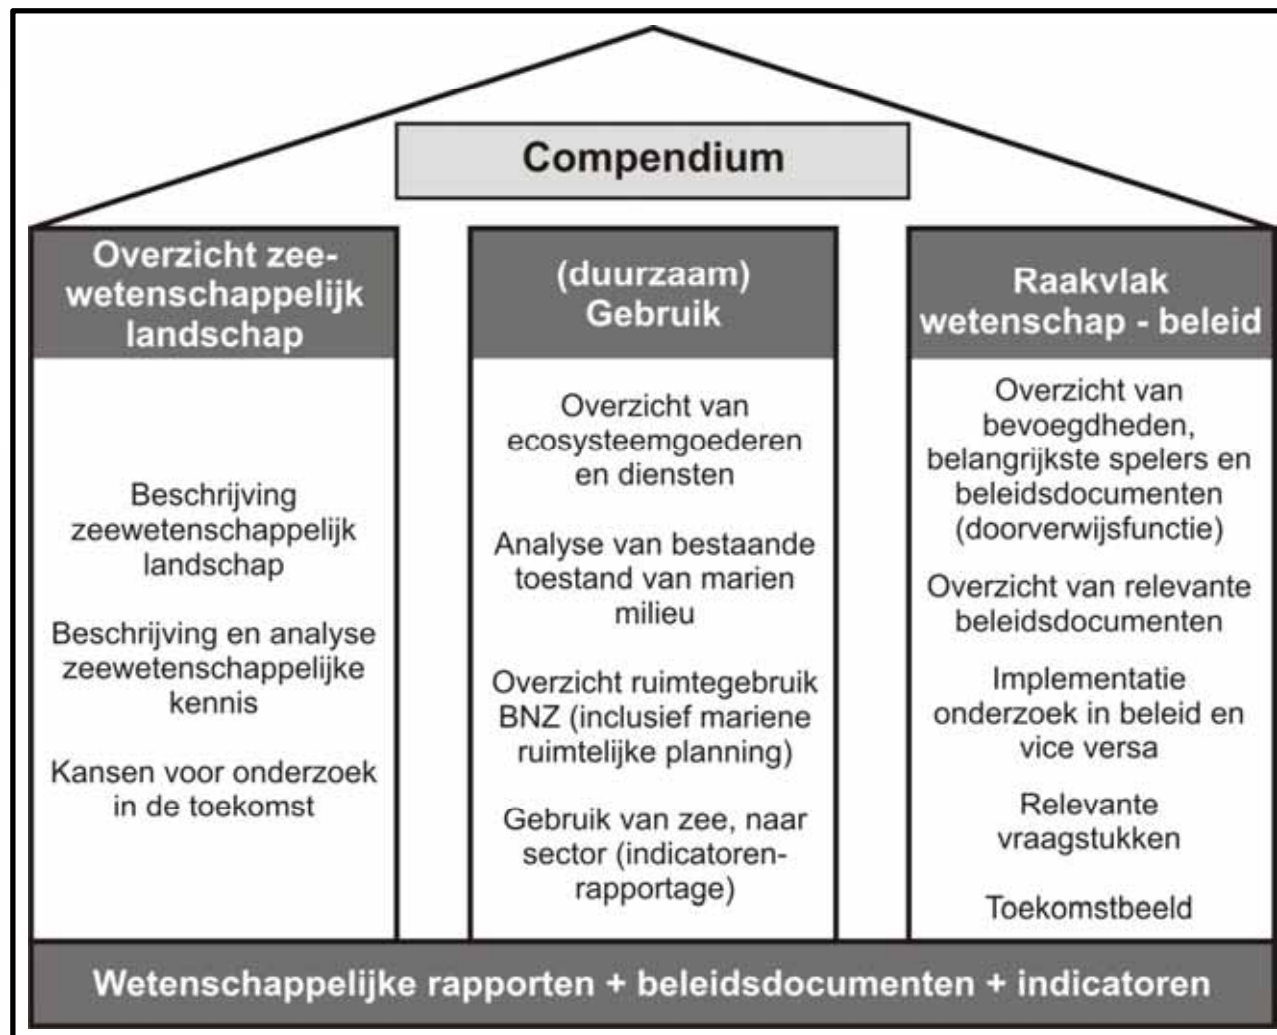 Compendium
Overzicht zee-
wetenschappelijk
landschap
Beschrijving
zeewetenschappelijk
landschap
Beschrijving en analyse
zeewetenschappelijke
kennis
Kansen voor onderzoek
in de toekomst
(duurzaam)
Gebruik
Overzicht van
ecosysteemgoederen
en diensten
Analyse van bestaande
toestand van marien
milieu
Overzicht ruimtegebruik
BNZ (inclusief mariene
ruimtelijke planning)
Gebruik van zee, naar
sector (indicatoren-
rapportage)
Raakvlak
wetenschap - beleid
Overzicht van
bevoegdheden,
belangrijkste spelers en
beleidsdocumenten
(doorverwijsfunctie)
Overzicht van relevante
beleidsdocumenten
Implementatie
onderzoek in beleid en
vice versa
Relevante
vraagstukken
Toekomstbeeld
Wetenschappelijke rapporten + beleidsdocumenten + indicatoren